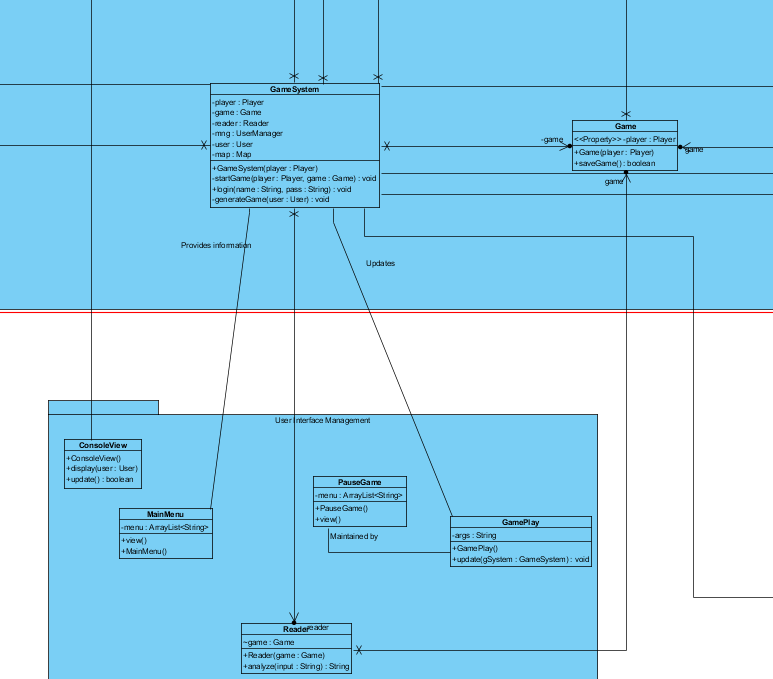 GameSystem
-player : Player
-game : Game
-reader : Reader
-mng : UserManager
-user : User
-map : Map
+GameSystem(player : Player)
-startGame(player : Player, game : Game) : void
+login(name : String, pass : String) : void
-generateGame(user : User) : void
Game
<<Property>> -player : Player
+Game(player : Player)
+saveGame() : boolean
-game
game
game
Provides information
Updates
User Interface Management
ConsoleView
+ConsoleView()
+display(user : User)
+update() : boolean
MainMenu
-menu : ArrayList<String>
+view()
+MainMenu()
PauseGame
-menu : ArrayList<String>
+PauseGame()
+view()
Maintained by
GamePlay
-args : String
+GamePlay()
+update(gSystem : GameSystem) : void
Reader
reader
~game : Game
+Reader(game : Game)
+analyze(input : String) : String